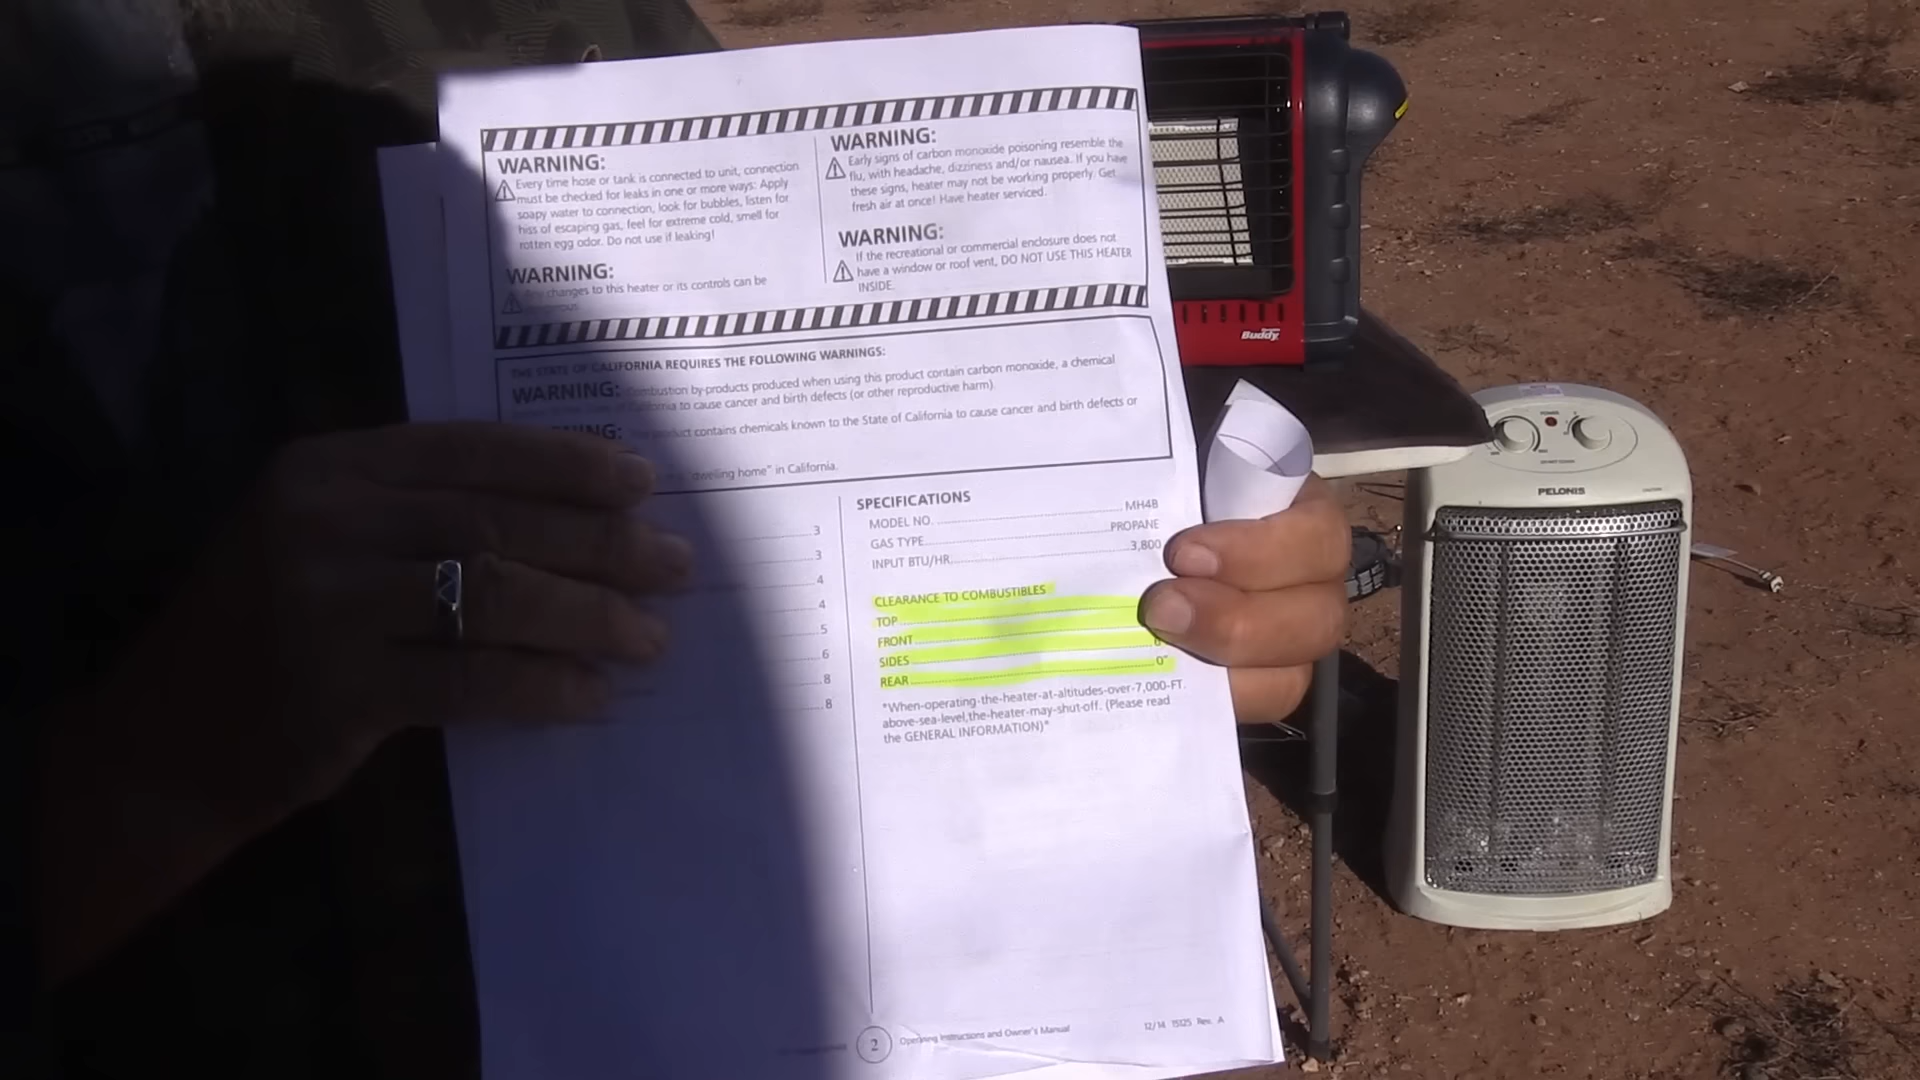 WARNING:
Every time hose or tank is connected to unit, connection
must be checked for leaks in one or more ways: Apply
soapy water to connection, look for bubbles, listen for
hiss of escaping gas, feel for extreme cold, smell for
rotten egg odor. Do not use if leaking!
WARNING:
changes to this heater or its controls can be
WARNING:
Early signs of carbon monoxide poisoning resemble the
flu, with headache, dizziness and/or nausea. If you have
these signs, heater may not be working properly. Get
fresh air at once! Have heater serviced.
WARNING:
If the recreational or commercial enclosure does not
have a window or roof vent, DO NOT USE THIS HEATER
INSIDE.
THE STATE OF CALIFORNIA REQUIRES THE FOLLOWING WARNINGS:
WARNING: Combustion by-products produced when using this product contain carbon monoxide, a chemical
to cause cancer and birth defects (or other reproductive harm).
product contains chemicals known to the State of California to cause cancer and birth defects or
"dwelling home" in California.
3
3
4
4
5
6
8
8
SPECIFICATIONS
MODEL NO. MH4B
GAS TYPE PROPANE
INPUT BTU/HR. 3,800
CLEARANCE TO COMBUSTIBLES
TOP
FRONT
SIDES
REAR 0"
*When-operating-the-heater-at-altitudes-over-7,000-FT.
above-sea-level,the-heater-may-shut-off. (Please read
the GENERAL INFORMATION)*
2
Operating Instructions and Owner's Manual
12/14 15125 Rev. A
Buddy
POWER
PELONIS